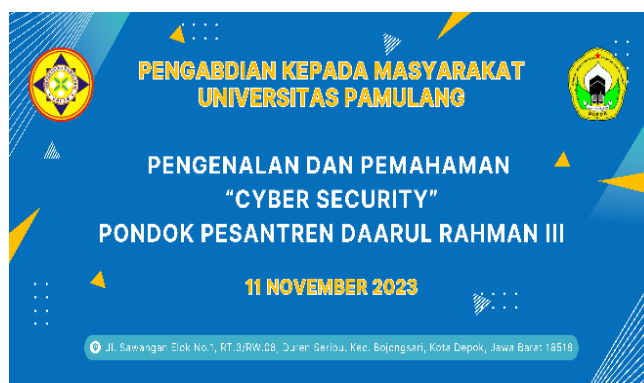 PENGABDIAN KEPADA MASYARAKAT
UNIVERSITAS PAMULANG
PENGENALAN DAN PEMAHAMAN
“CYBER SECURITY”
PONDOK PESANTREN DAARUL RAHMAN III
11 NOVEMBER 2023
Jl. Sawangan Elok No.1, RT.3/RW.08, Duren Seribu, Kec. Bojongsari, Kota Depok, Jawa Barat 16518
DEPOK